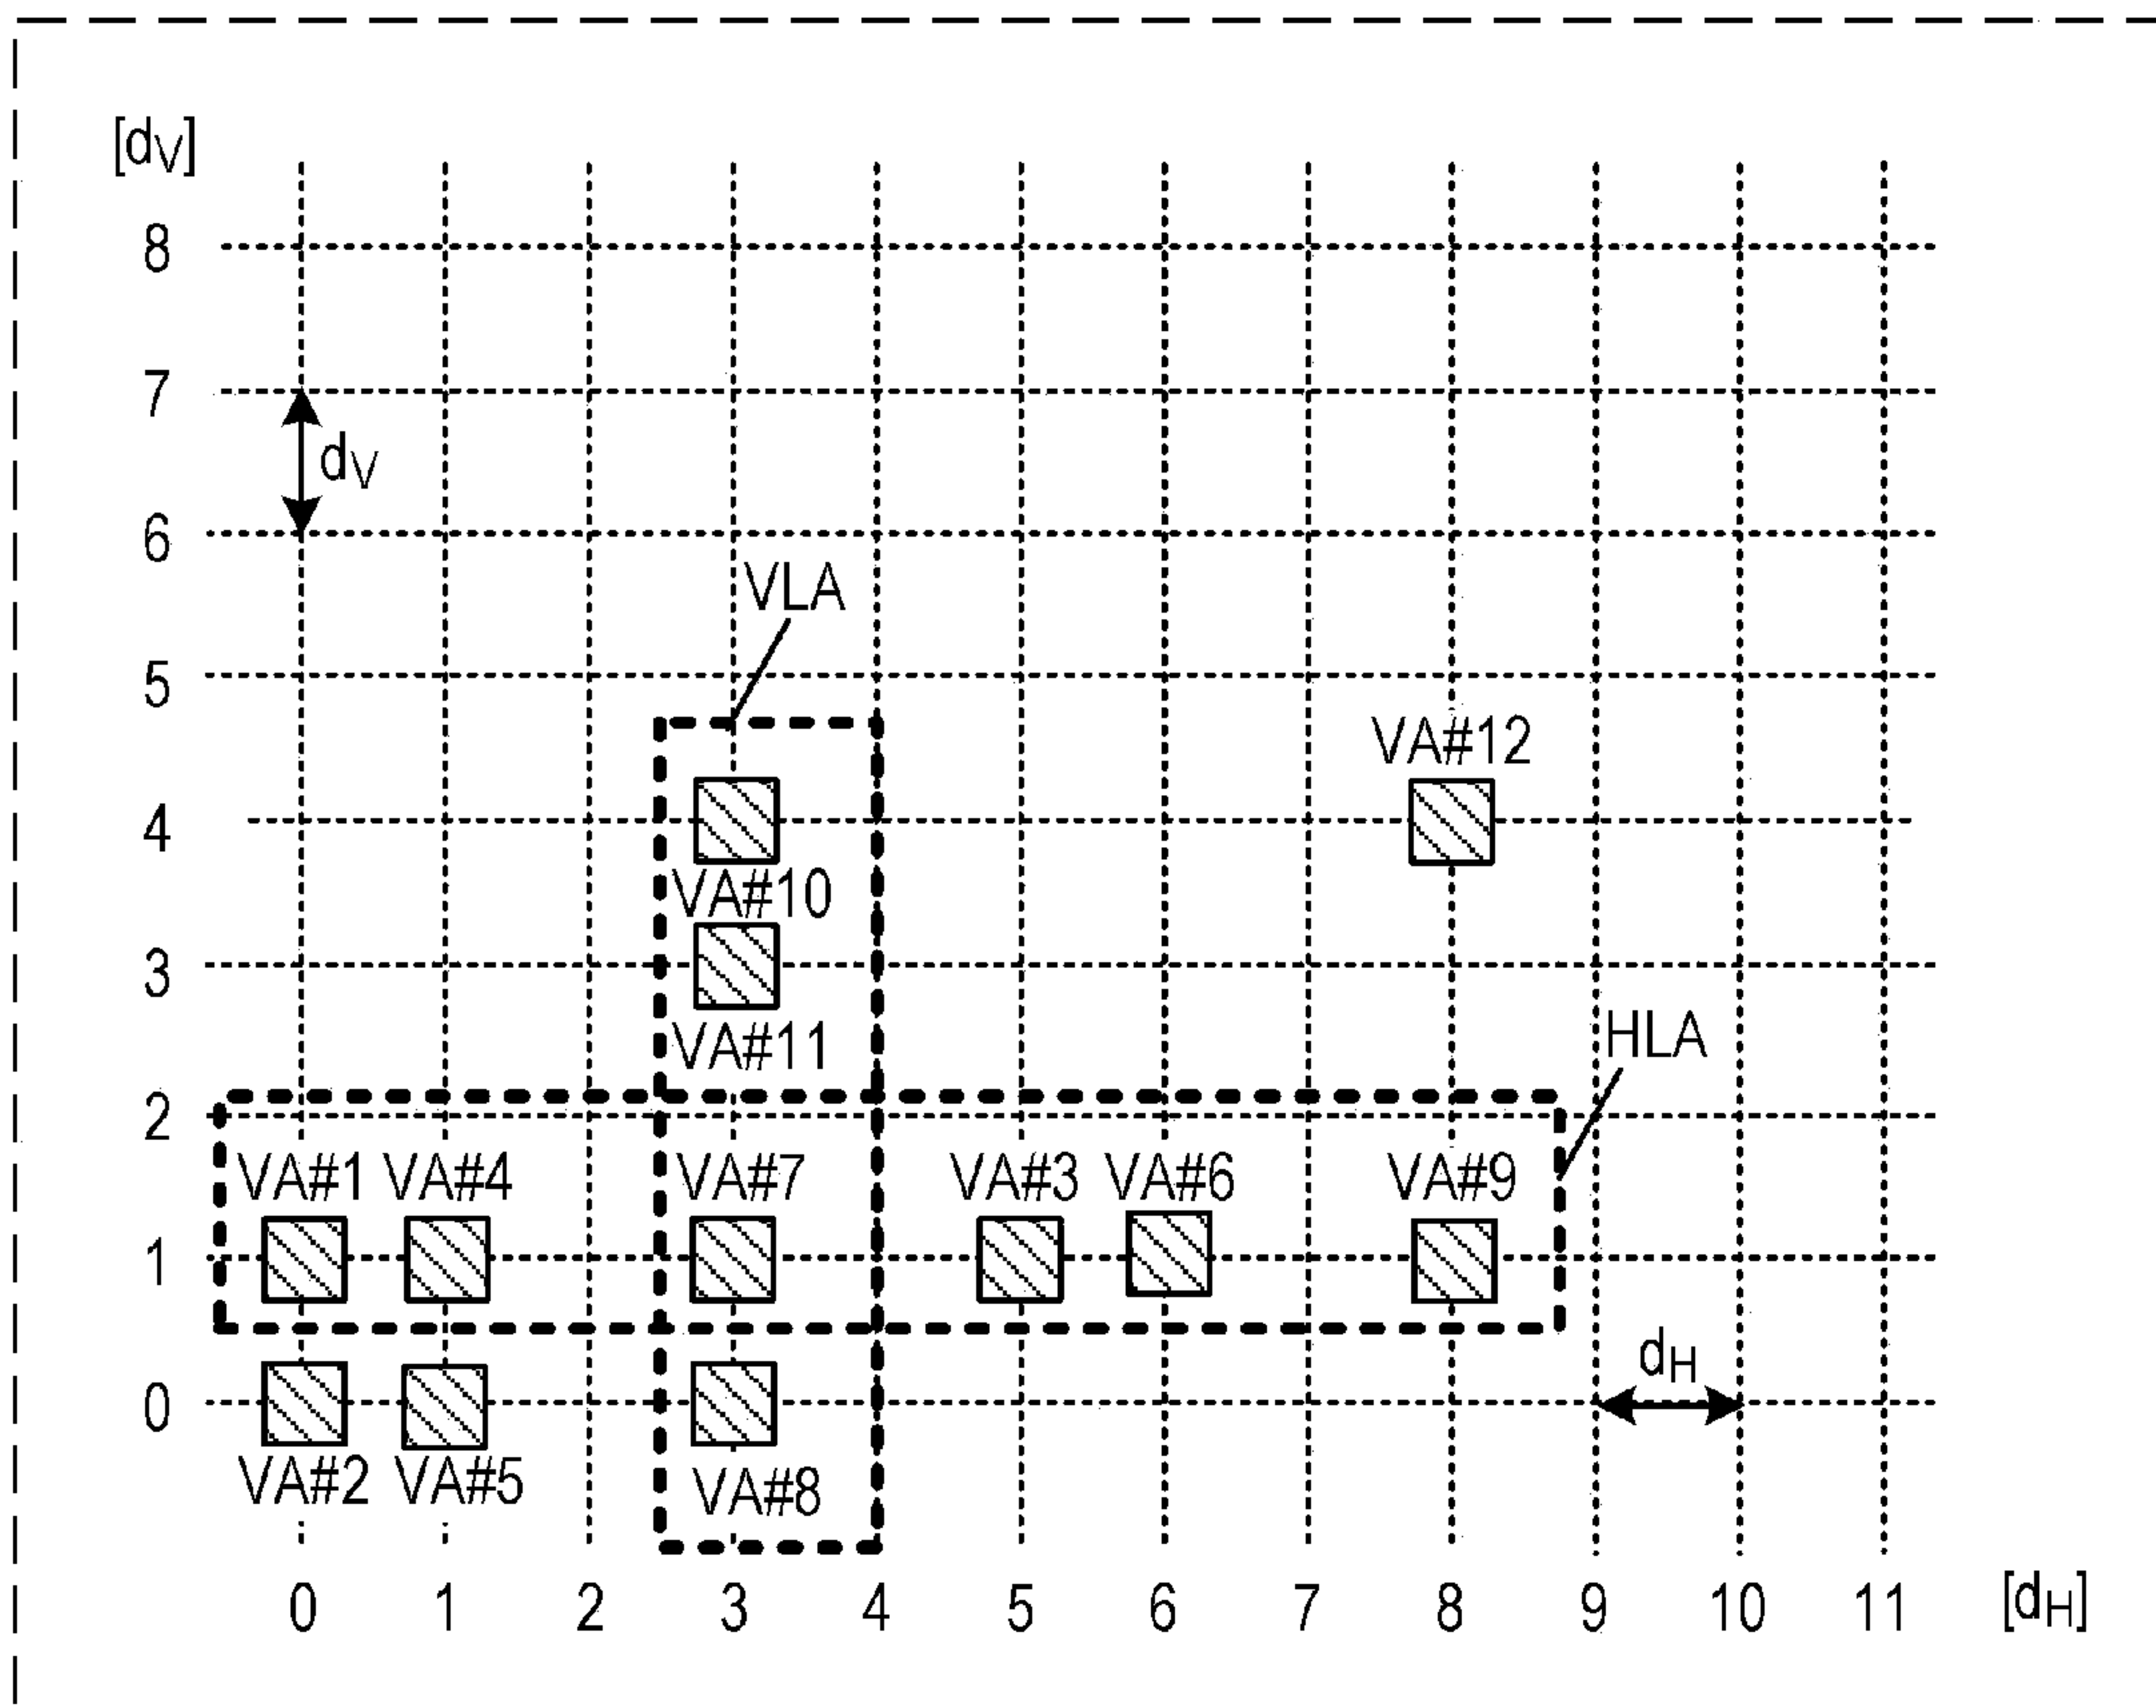 [dV]
8
7
dV
6
VLA
5
VA#12
4
VA#10
3
HLA
VA#11
2
VA#1 VA#4 VA#7 VA#3 VA#6 VA#9
1
dH
0
VA#2 VA#5 VA#8
0 1 2 3 4 5 6 7 8 9 10 11 [dH]